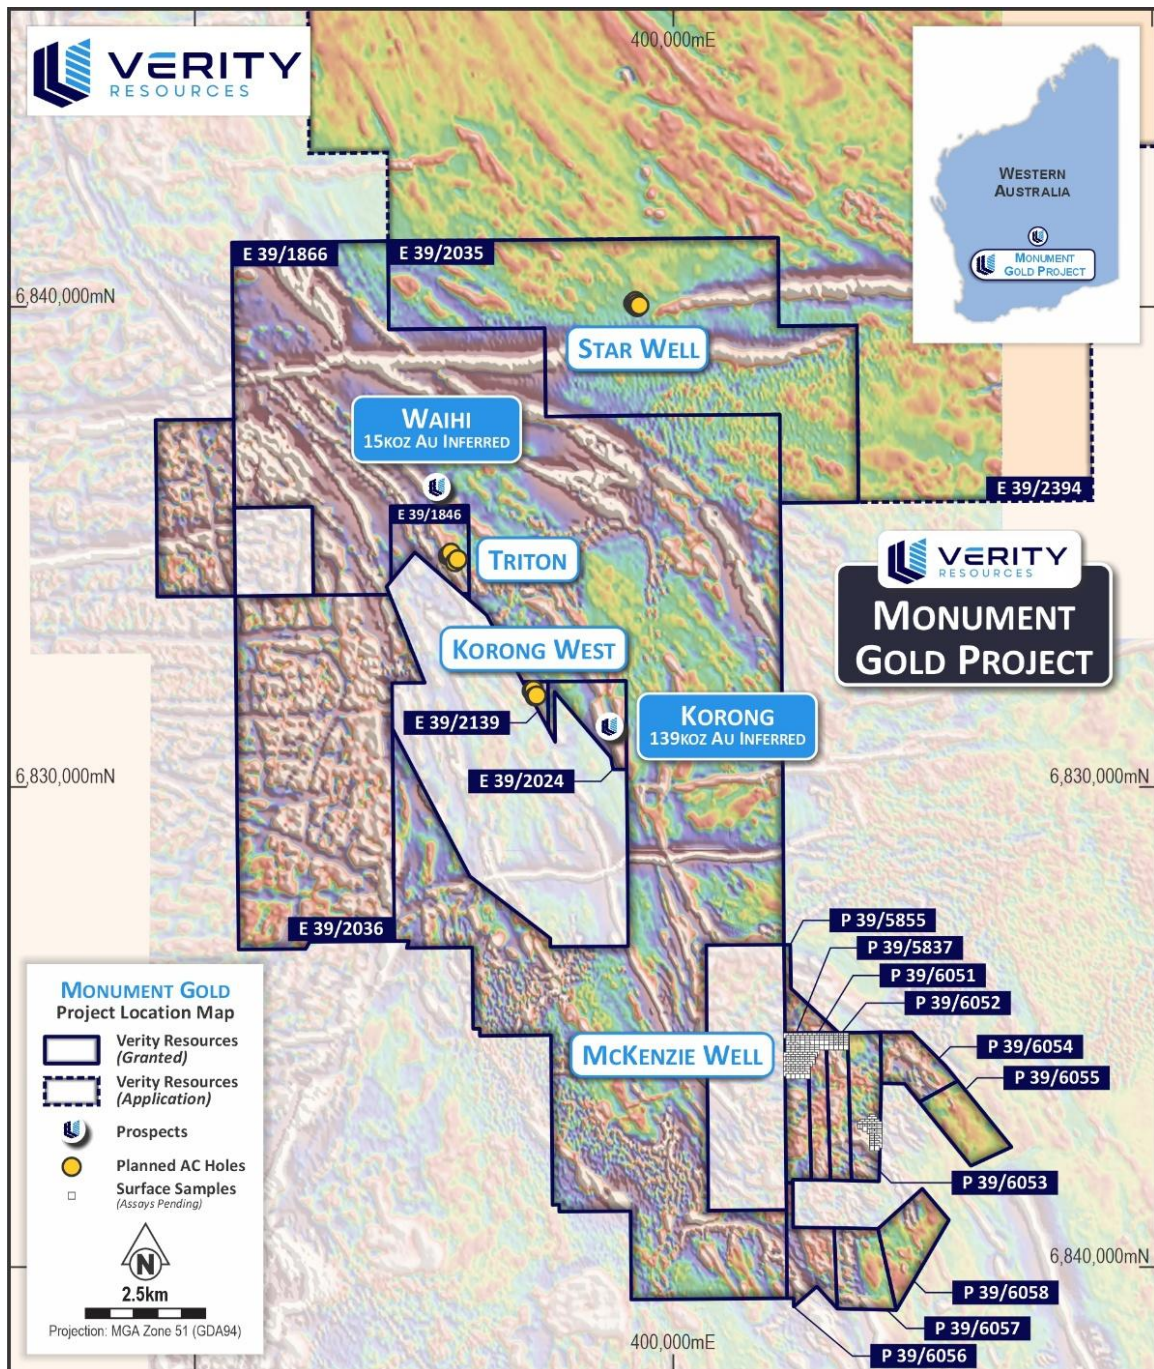 VERITY
RESOURCES
400,000mE
WESTERN
AUSTRALIA
MONUMENT
GOLD PROJECT
E 39/1866
E 39/2035
6,840,000mN
STAR WELL
WAIHI
15KOZ AU INFERRED
E 39/2394
E 39/1846
TRITON
VERITY
RESOURCES
MONUMENT
GOLD PROJECT
KORONG WEST
E 39/2139
KORONG
139KOZ AU INFERRED
E 39/2024
6,830,000mN
6,830,000mN
E 39/2036
P 39/5855
P 39/5837
P 39/6051
P 39/6052
MCKENZIE WELL
P 39/6054
P 39/6055
P 39/6053
6,840,000mN
P 39/6058
P 39/6057
P 39/6056
400,000mE
MONUMENT GOLD
Project Location Map
Verity Resources
(Granted)
Verity Resources
(Application)
Prospects
Planned AC Holes
Surface Samples
(Assays Pending)
N
2.5km
Projection: MGA Zone 51 (GDA94)